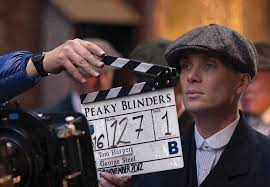 PEAKY BLINDERS
16 127 1
Tom Harper
George Steel
B
NOVEMBER 2012